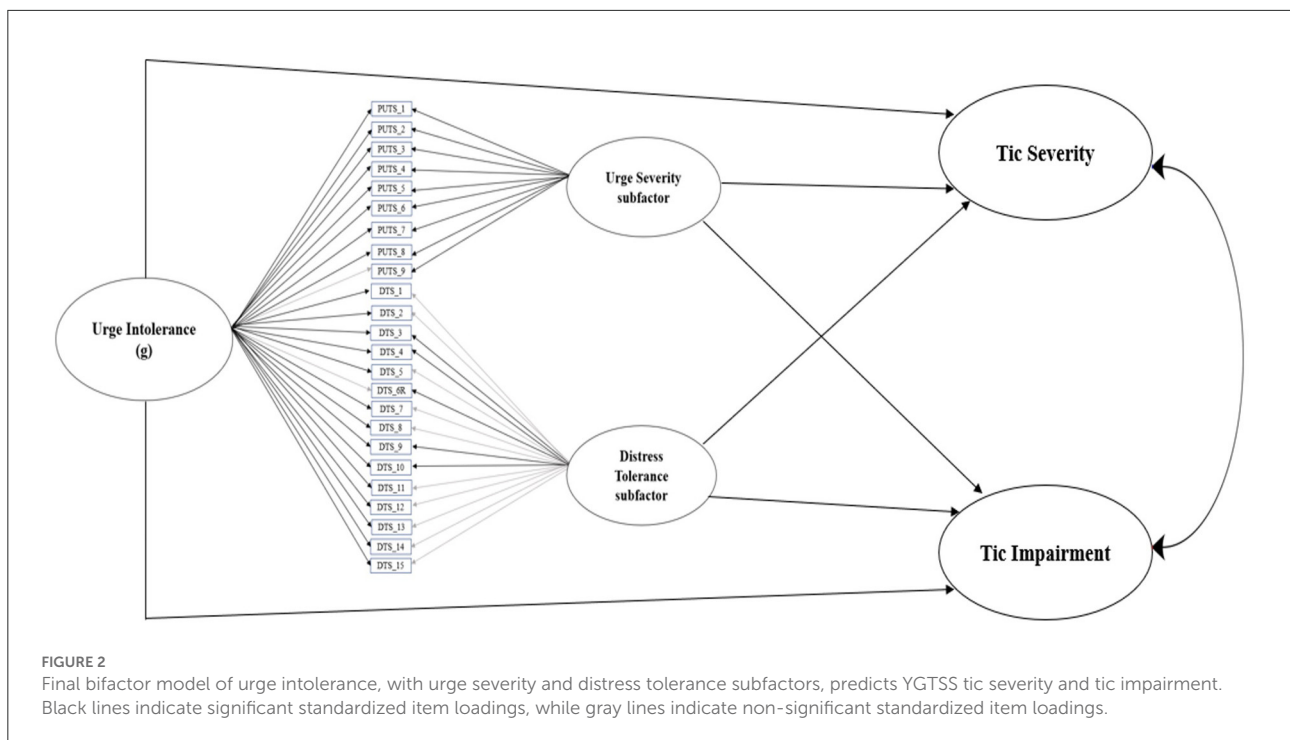 PUTS_1
PUTS_2
PUTS_3
PUTS_4
PUTS_5
PUTS_6
PUTS_7
PUTS_8
PUTS_9
DTS_1
DTS_2
DTS_3
DTS_4
DTS_5
DTS_6R
DTS_7
DTS_8
DTS_9
DTS_10
DTS_11
DTS_12
DTS_13
DTS_14
DTS_15
Urge Intolerance
(g)
Urge Severity
subfactor
Distress
Tolerance
subfactor
Tic Severity
Tic Impairment
FIGURE 2
Final bifactor model of urge intolerance, with urge severity and distress tolerance subfactors, predicts YGTSS tic severity and tic impairment.
Black lines indicate significant standardized item loadings, while gray lines indicate non-significant standardized item loadings.